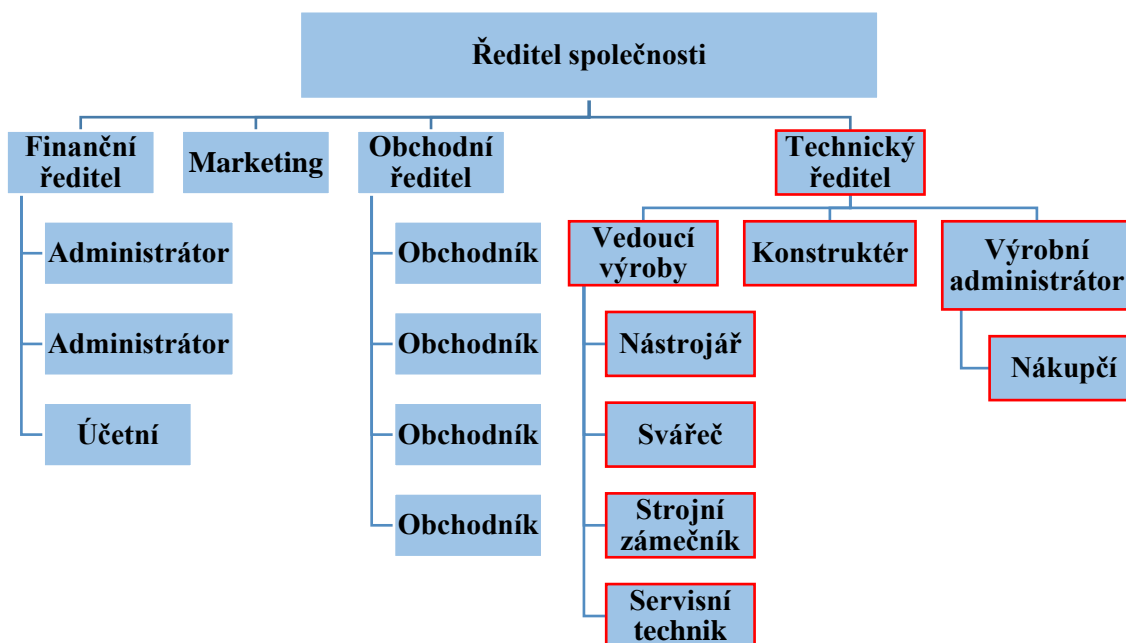 Ředitel společnosti
Finanční
ředitel
Marketing
Obchodní
ředitel
Technický
ředitel
Administrátor
Administrátor
Účetní
Obchodník
Obchodník
Obchodník
Obchodník
Vedoucí
výroby
Konstruktér
Výrobní
administrátor
Nástrojář
Svářeč
Strojní
zámečník
Servisní
technik
Nákupčí